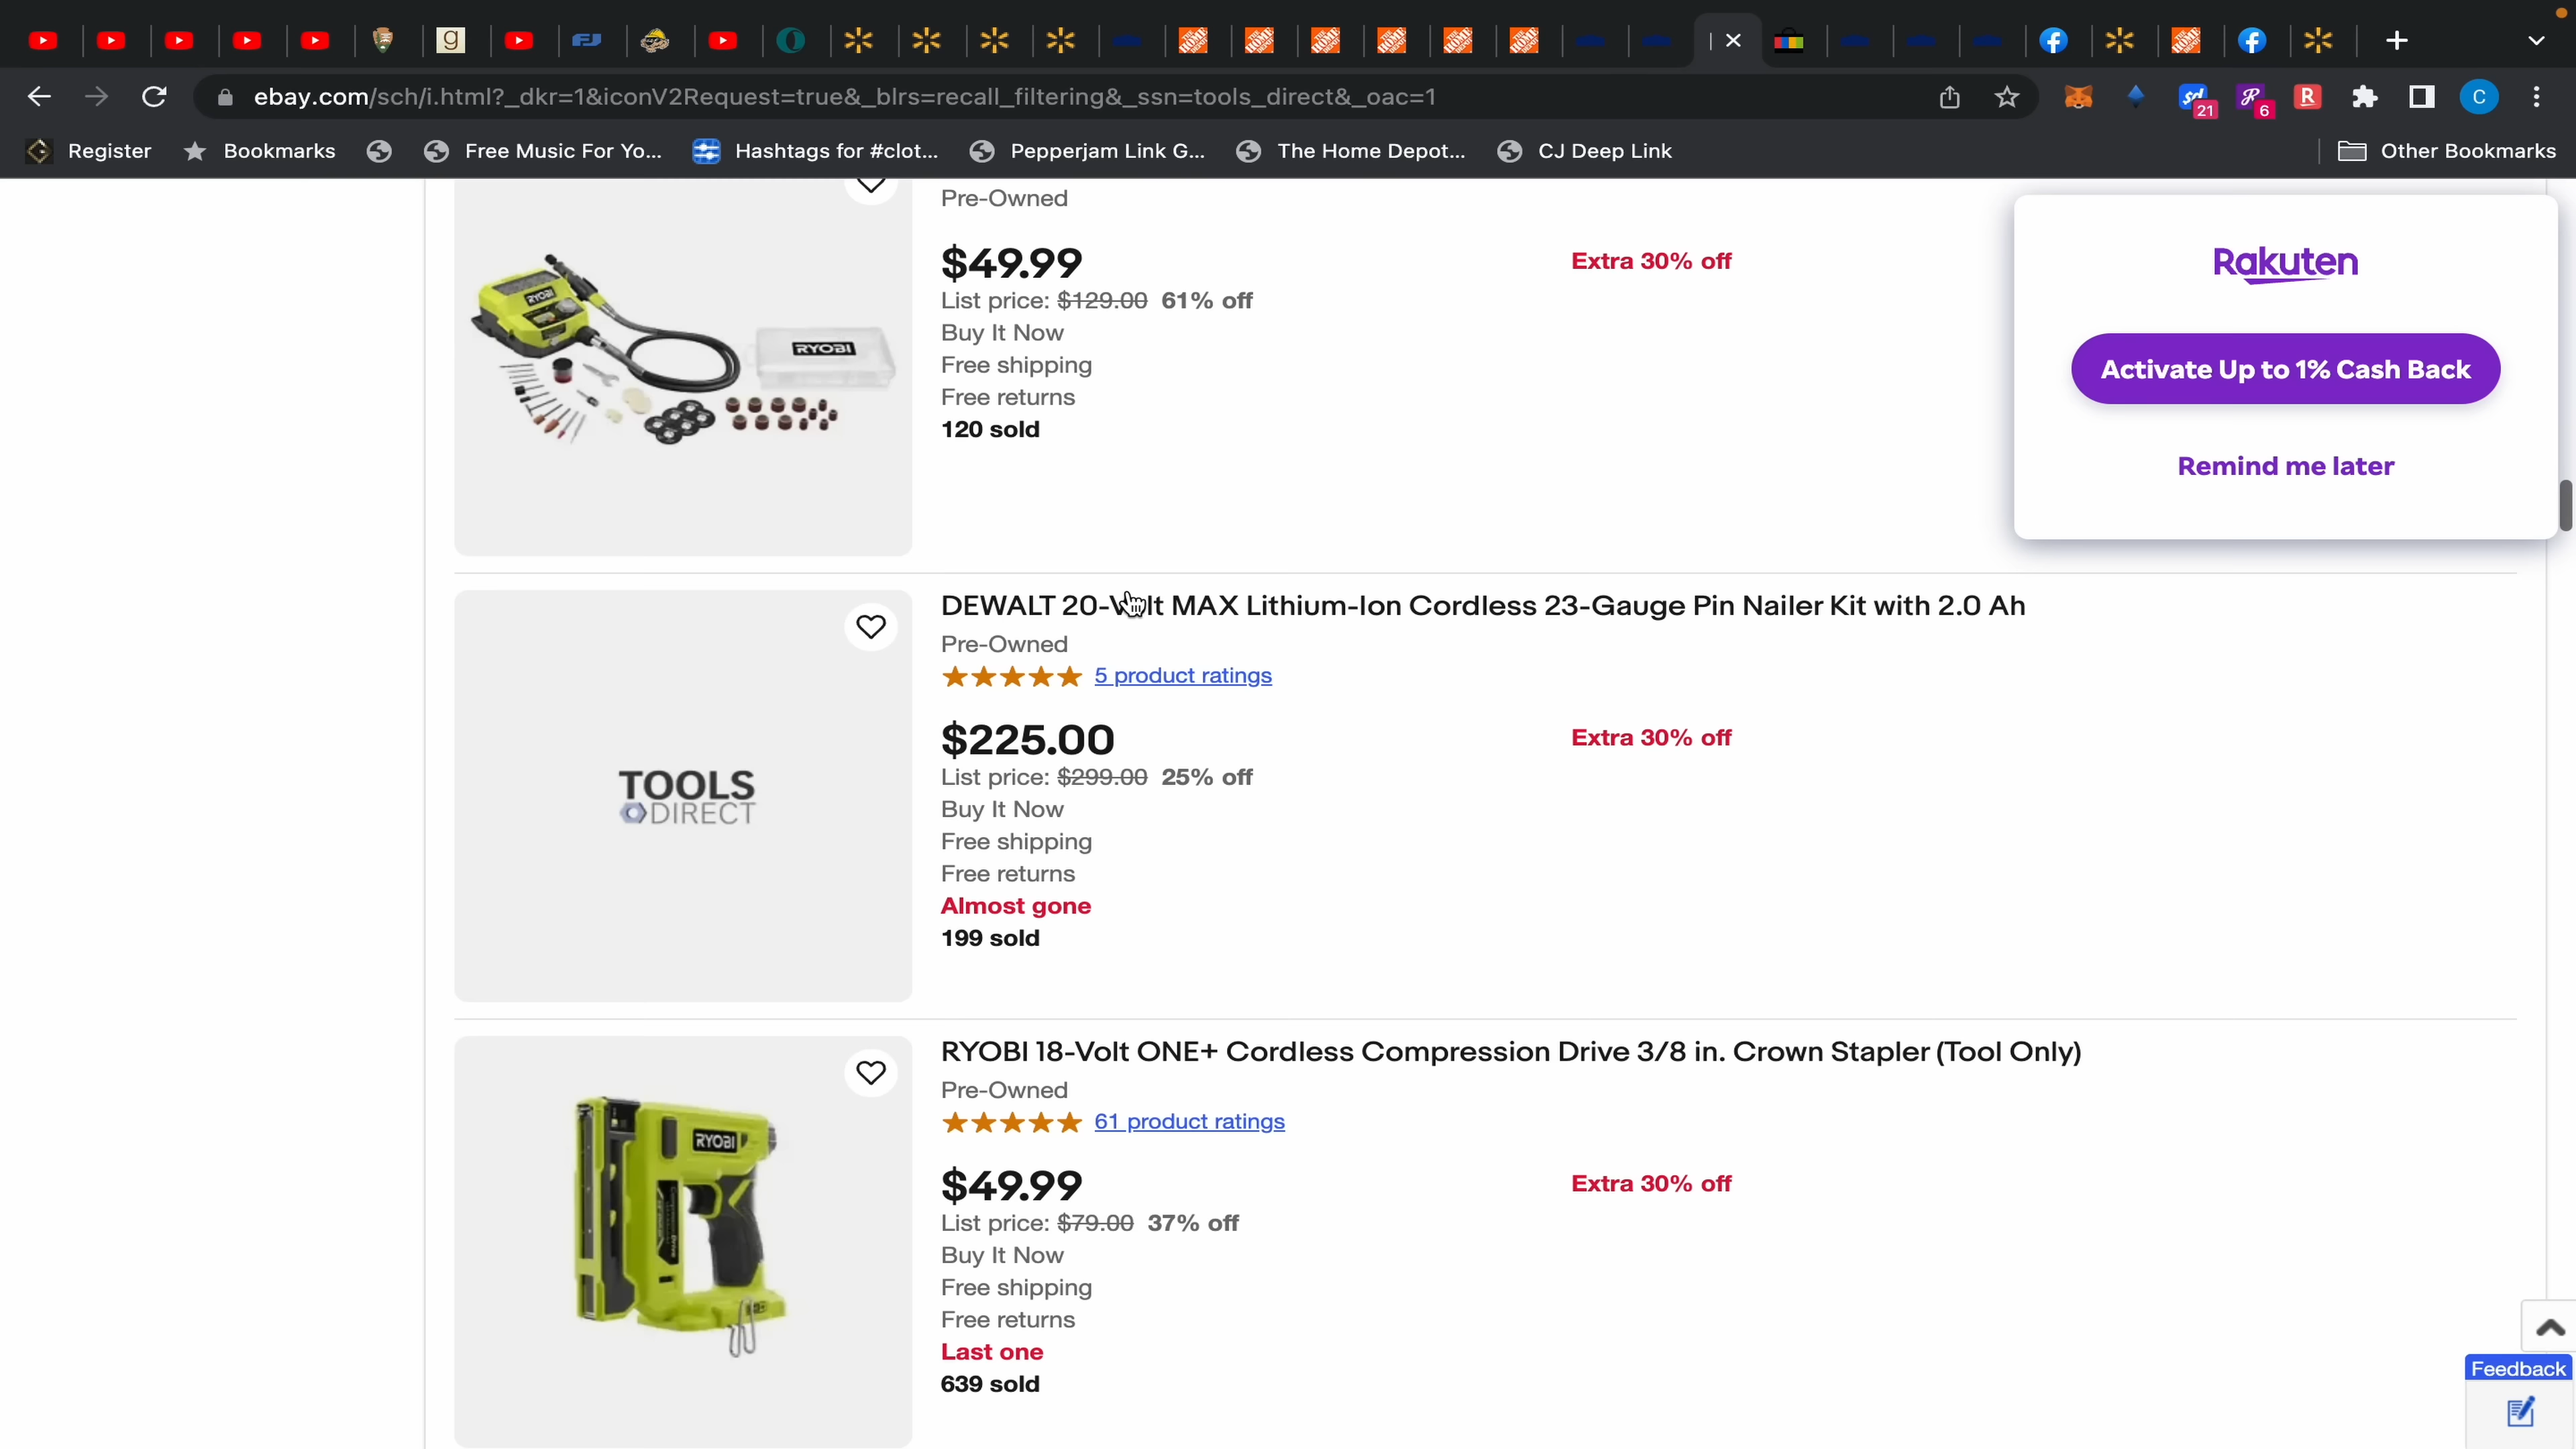 ebay.com/sch/i.html?_dkr=1&iconV2Request=true&_blrs=recall_filtering&_ssn=tools_direct&_oac=1
21
6
C
Register
Bookmarks
Free Music For Yo...
Hashtags for #clot...
Pepperjam Link G...
The Home Depot...
CJ Deep Link
Other Bookmarks
Pre-Owned
$49.99
Extra 30% off
List price: $129.00 61% off
Buy It Now
Free shipping
Free returns
120 sold
RYOBI
RYOBI
Rakuten
Activate Up to 1% Cash Back
Remind me later
DEWALT 20-Volt MAX Lithium-Ion Cordless 23-Gauge Pin Nailer Kit with 2.0 Ah
Pre-Owned
5 product ratings
$225.00
Extra 30% off
List price: $299.00 25% off
Buy It Now
Free shipping
Free returns
Almost gone
199 sold
TOOLS
DIRECT
RYOBI 18-Volt ONE+ Cordless Compression Drive 3/8 in. Crown Stapler (Tool Only)
Pre-Owned
61 product ratings
$49.99
Extra 30% off
List price: $79.00 37% off
Buy It Now
Free shipping
Free returns
Last one
639 sold
RYOBI
Feedback